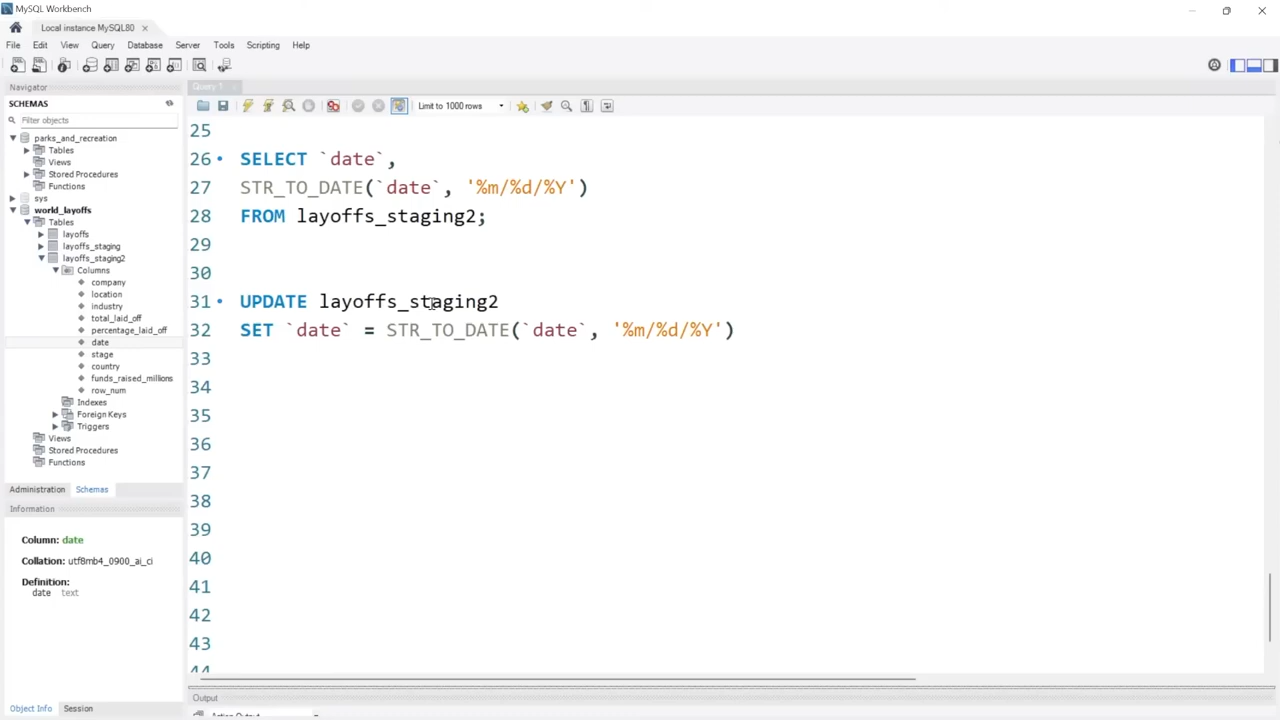 MySQL Workbench
Local instance MySQL80
File Edit View Query Database Server Tools Scripting Help
Navigator
Query 1
SCHEMAS
Limit to 1000 rows
Filter objects
parks_and_recreation
Tables
Views
Stored Procedures
Functions
sys
world_layoffs
Tables
layoffs
layoffs_staging
layoffs_staging2
Columns
company
location
industry
total_laid_off
percentage_laid_off
date
stage
country
funds_raised_millions
row_num
Indexes
Foreign Keys
Triggers
Views
Stored Procedures
Functions
Administration Schemas
Information
Column: date
Collation: utf8mb4_0900_ai_ci
Definition:
date text
Object Info Session
25
26 SELECT `date`,
27 STR_TO_DATE(`date`, '%m/%d/%Y')
28 FROM layoffs_staging2;
29
30
31 UPDATE layoffs_staging2
32 SET `date` = STR_TO_DATE(`date`, '%m/%d/%Y')
33
34
35
36
37
38
39
40
41
42
43
44
Output
Action Output